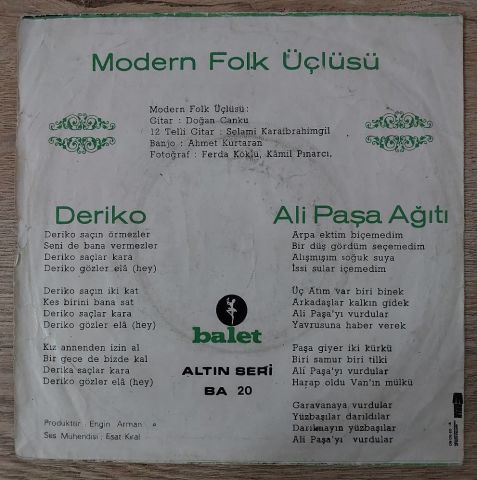 Modern Folk Üçlüsü
Modern Folk Üçlüsü:
Gitar : Doğan Canku
12 Telli Gitar : Selami Karaibrahimgil
Banjo : Ahmet Kurtaran
Fotoğraf : Ferda Köklü, Kâmil Pınarcı.
Deriko
Deriko saçın örmezler
Seni de bana vermezler
Deriko saçlar kara
Deriko gözler elâ (hey)
Deriko saçın iki kat
Kes birini bana sat
Deriko saçlar kara
Deriko gözler elâ (hey)
Kız annenden izin al
Bir gece de bizde kal
Derika saçlar kara
Deriko gözler elâ (hey)
Produktör : Engin Arman
Ses Mühendisi : Esat Kıral
balet
ALTIN SERİ
BA 20
Ali Paşa Ağıtı
Arpa ektim biçemedim
Bir düş gördüm seçemedim
Alışmışım soğuk suya
İssi sular içemedim
Üç Atım var biri binek
Arkadaşlar kalkın gidek
Ali Paşa'yı vurdular
Yavrusuna haber verek
Paşa giyer iki kürkü
Biri samur biri tilki
Ali Paşa'yı vurdular
Harap oldu Van'ın mülkü
Garavanaya vurdular
Yüzbaşılar darıldılar
Darılmayın yüzbaşılar
Ali Paşa'yı vurdular